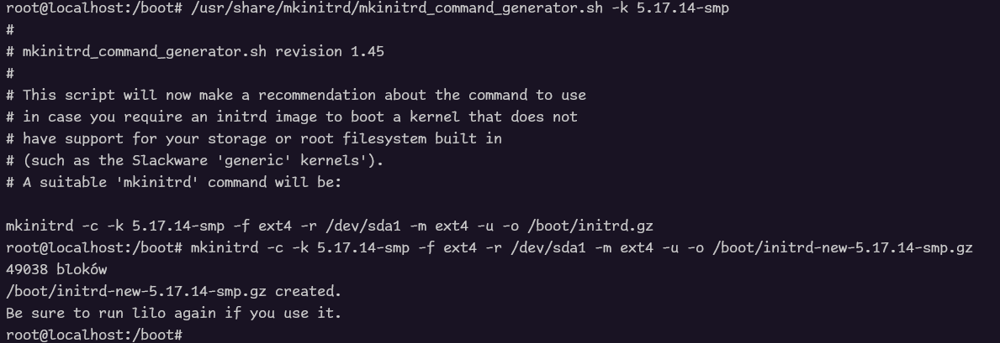 root@localhost:/boot# /usr/share/mkinitrd/mkinitrd_command_generator.sh -k 5.17.14-smp
#
# mkinitrd_command_generator.sh revision 1.45
#
# This script will now make a recommendation about the command to use
# in case you require an initrd image to boot a kernel that does not
# have support for your storage or root filesystem built in
# (such as the Slackware 'generic' kernels').
# A suitable 'mkinitrd' command will be:

mkinitrd -c -k 5.17.14-smp -f ext4 -r /dev/sda1 -m ext4 -u -o /boot/initrd.gz
root@localhost:/boot# mkinitrd -c -k 5.17.14-smp -f ext4 -r /dev/sda1 -m ext4 -u -o /boot/initrd-new-5.17.14-smp.gz
49038 bloków
/boot/initrd-new-5.17.14-smp.gz created.
Be sure to run lilo again if you use it.
root@localhost:/boot#